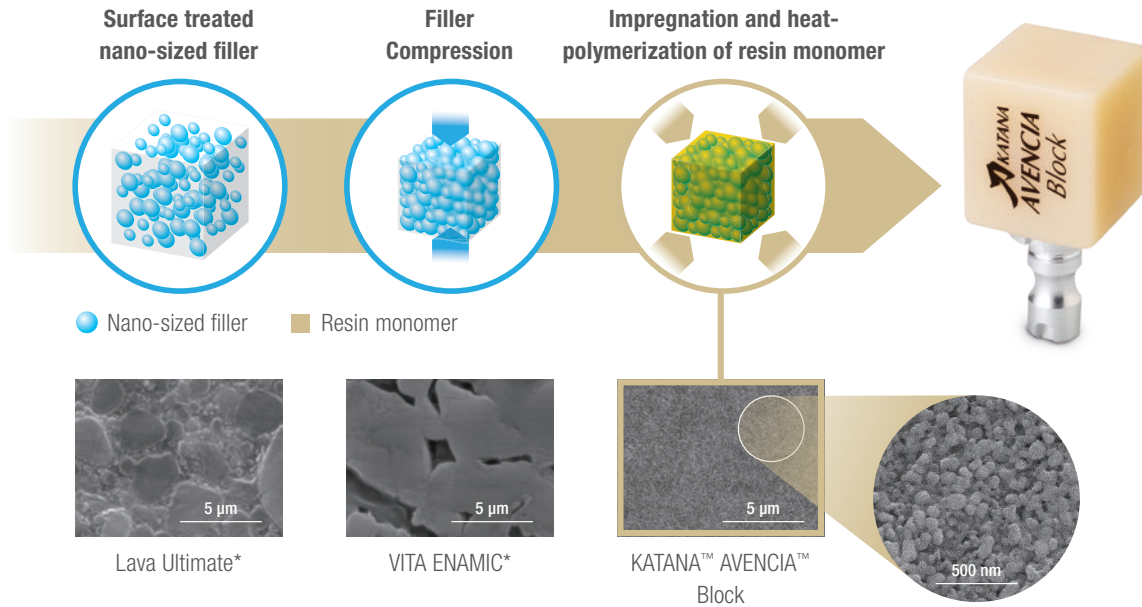 Surface treated
nano-sized filler
Filler
Compression
Impregnation and heat-
polymerization of resin monomer
KATANA
AVENCIA
Block
Nano-sized filler
Resin monomer
5 µm
5 µm
5 µm
500 nm
Lava Ultimate*
VITA ENAMIC*
KATANA™ AVENCIA™
Block